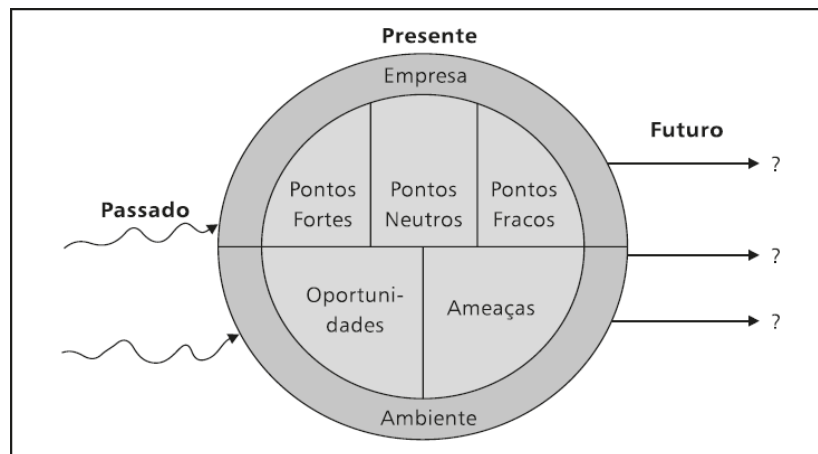 Presente
Empresa
Futuro
?
Pontos
Fortes
Pontos
Neutros
Pontos
Fracos
Passado
?
Oportuni-
dades
Ameaças
?
Ambiente